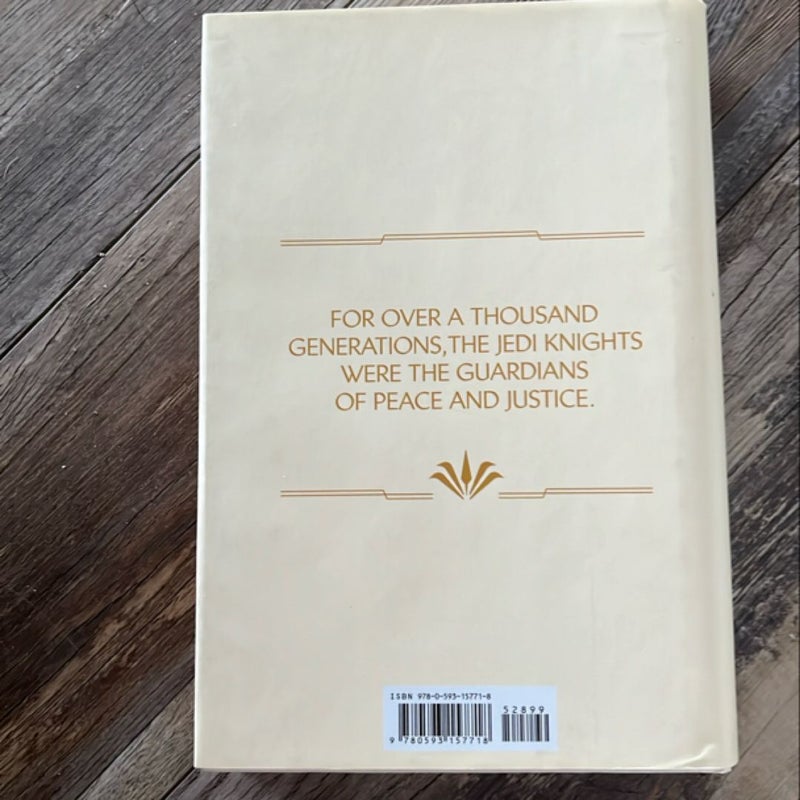 FOR OVER A THOUSAND
GENERATIONS, THE JEDI KNIGHTS
WERE THE GUARDIANS
OF PEACE AND JUSTICE.
ISBN 978-0-593-15771-8
52899
9 780593 157718